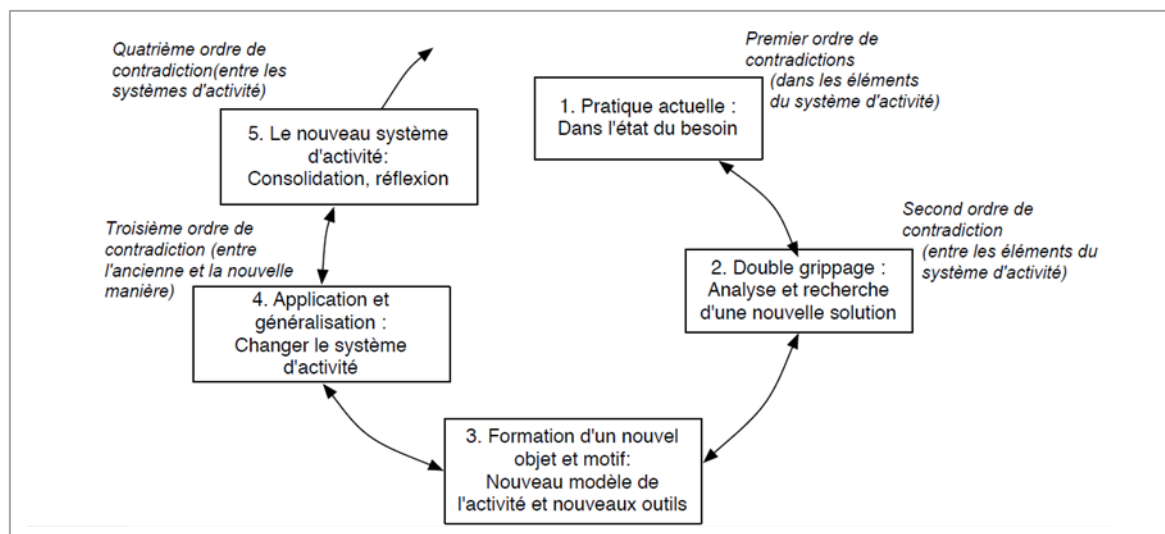 Premier ordre de
contradictions
(dans les éléments
du système d'activité)
1. Pratique actuelle :
Dans l'état du besoin
Second ordre de
contradiction
(entre les éléments du
système d'activité)
2. Double grippage :
Analyse et recherche
d'une nouvelle solution
3. Formation d'un nouvel
objet et motif:
Nouveau modèle de
l'activité et nouveaux outils
Troisième ordre de
contradiction (entre
l'ancienne et la nouvelle
manière)
4. Application et
généralisation :
Changer le système
d'activité
Quatrième ordre de
contradiction(entre les
systèmes d'activité)
5. Le nouveau système
d'activité:
Consolidation, réflexion